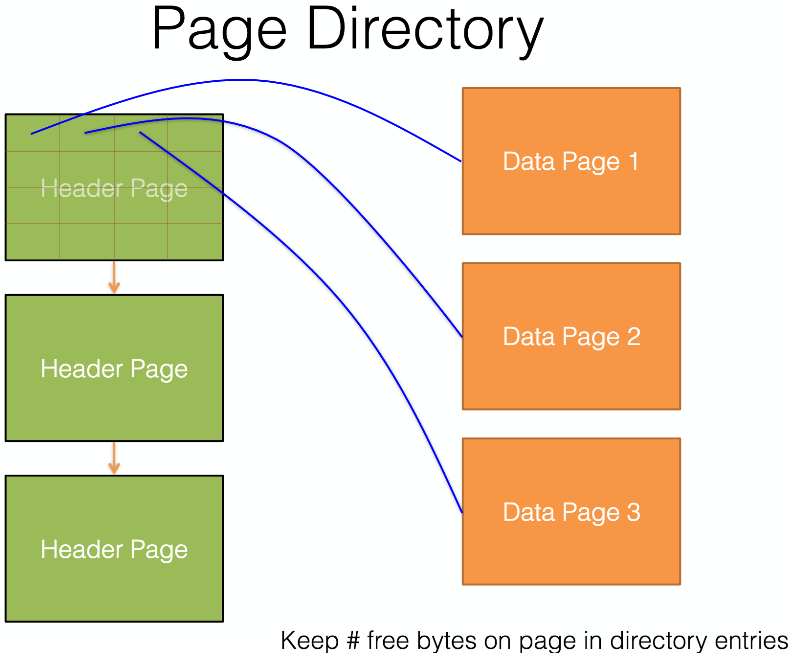 Page Directory
Header Page
Header Page
Header Page
Data Page 1
Data Page 2
Data Page 3
Keep # free bytes on page in directory entries